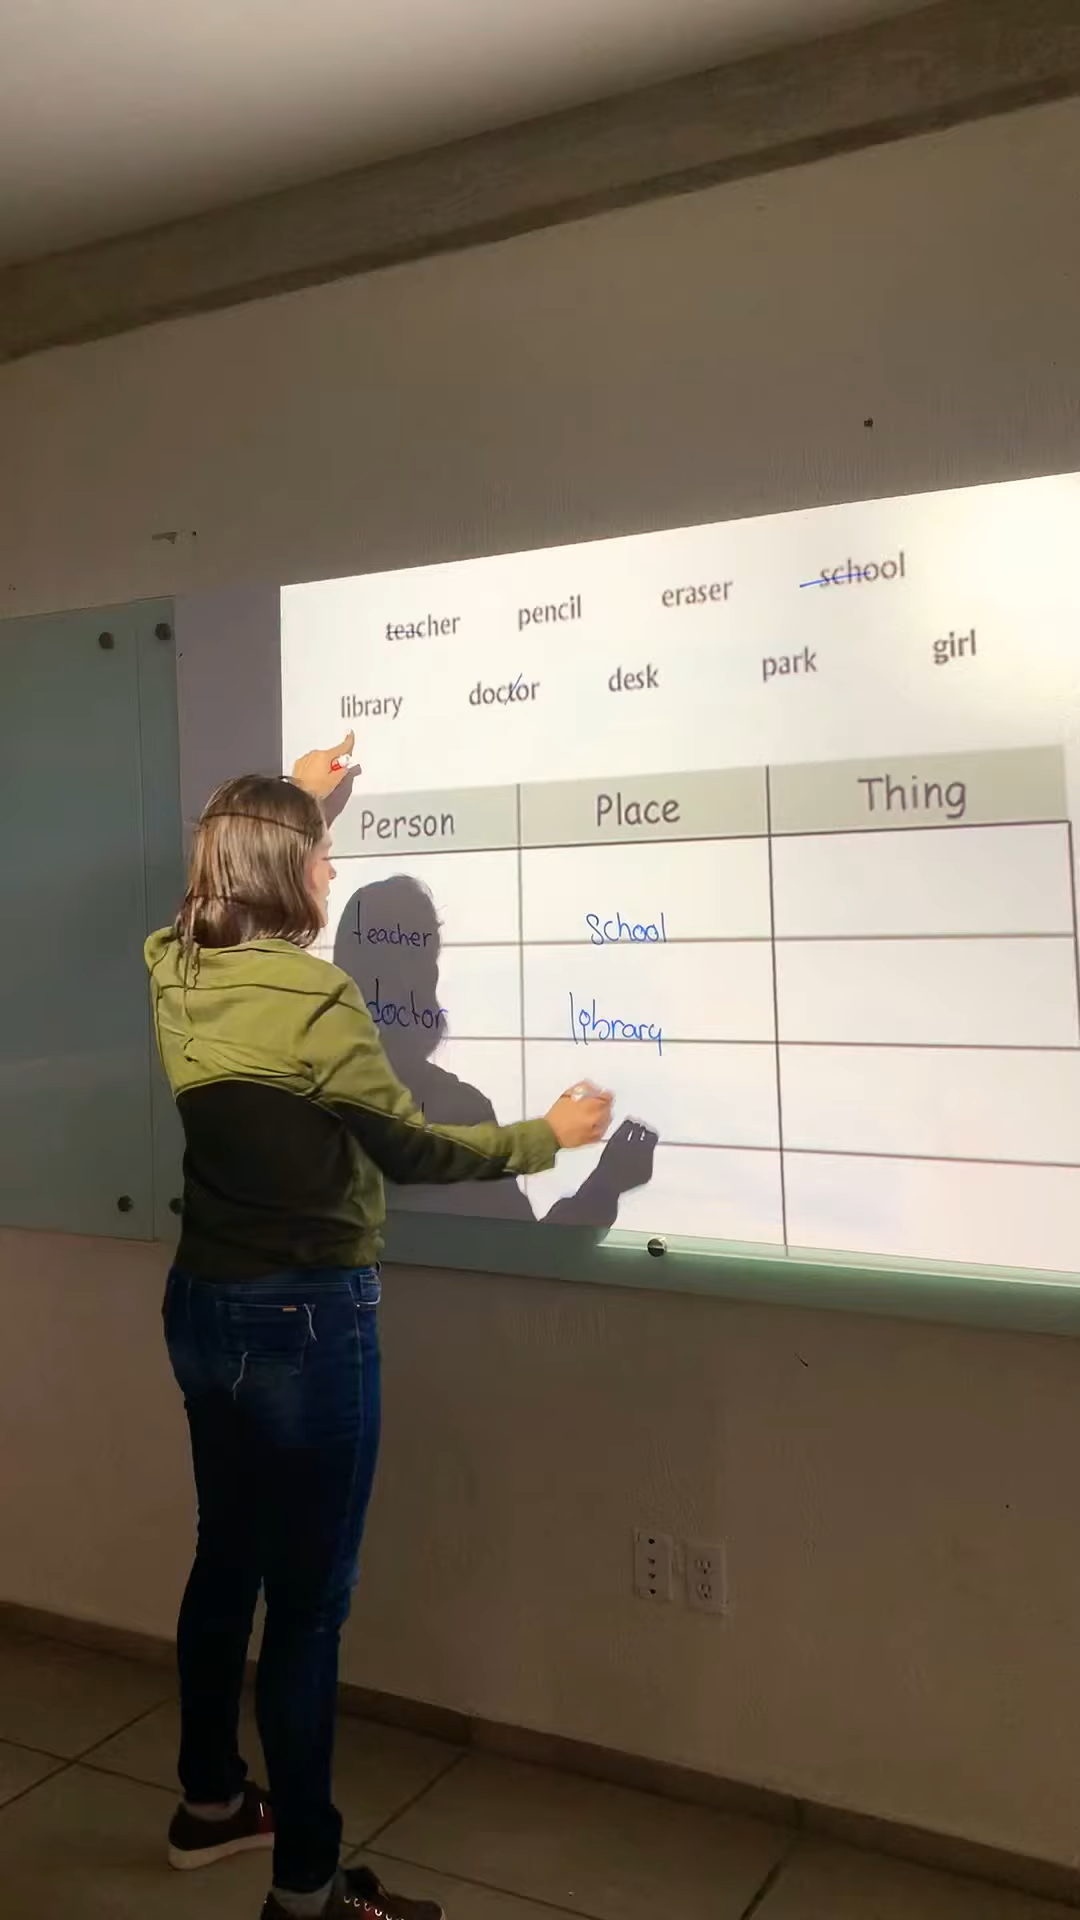 teacher pencil eraser school
library doctor desk park girl
Person Place Thing
teacher school
doctor library